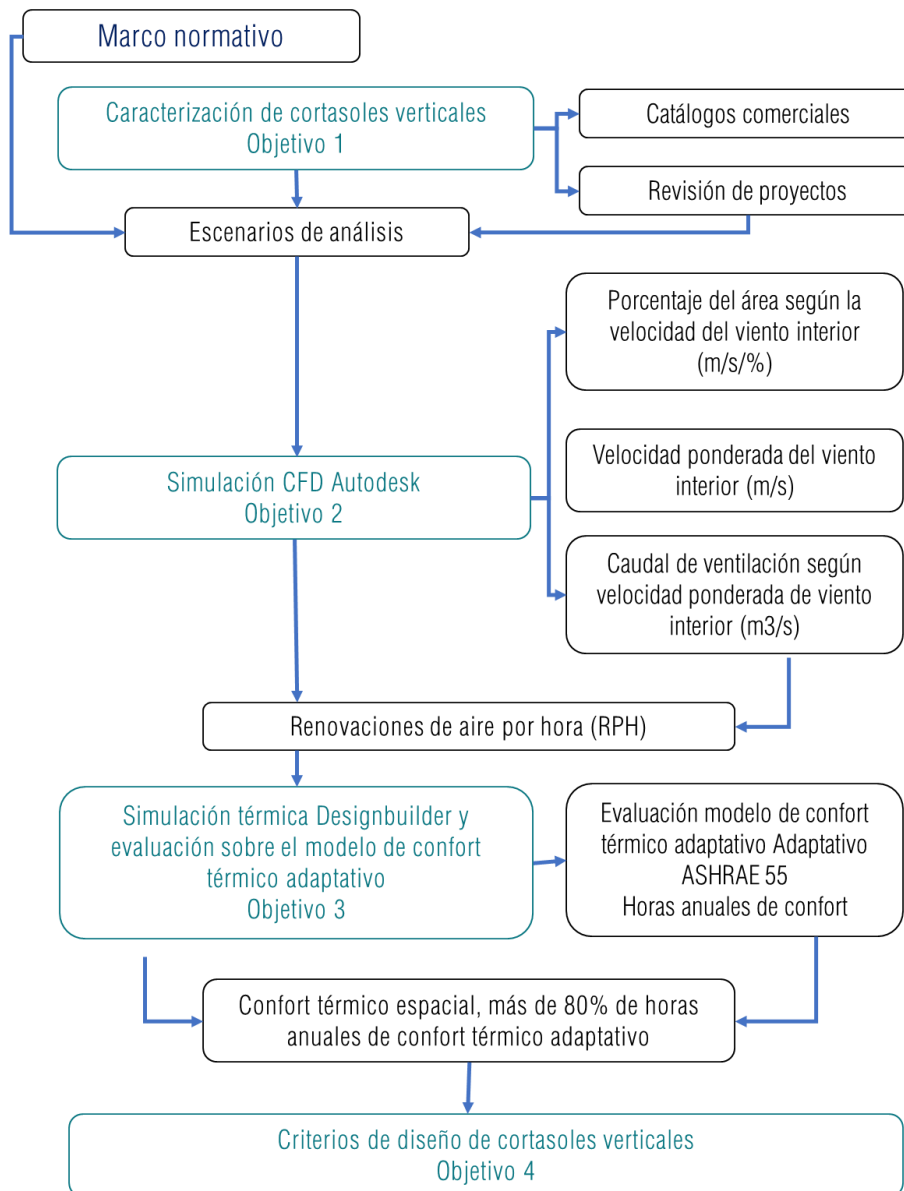 Marco normativo
Caracterización de cortasoles verticales
Objetivo 1
Catálogos comerciales
Revisión de proyectos
Escenarios de análisis
Porcentaje del área según la
velocidad del viento interior
(m/s/%)
Velocidad ponderada del viento
interior (m/s)
Simulación CFD Autodesk
Objetivo 2
Caudal de ventilación según
velocidad ponderada de viento
interior (m3/s)
Renovaciones de aire por hora (RPH)
Simulación térmica Designbuilder y
evaluación sobre el modelo de confort
térmico adaptativo
Objetivo 3
Evaluación modelo de confort
térmico adaptativo Adaptativo
ASHRAE 55
Horas anuales de confort
Confort térmico espacial, más de 80% de horas
anuales de confort térmico adaptativo
Criterios de diseño de cortasoles verticales
Objetivo 4